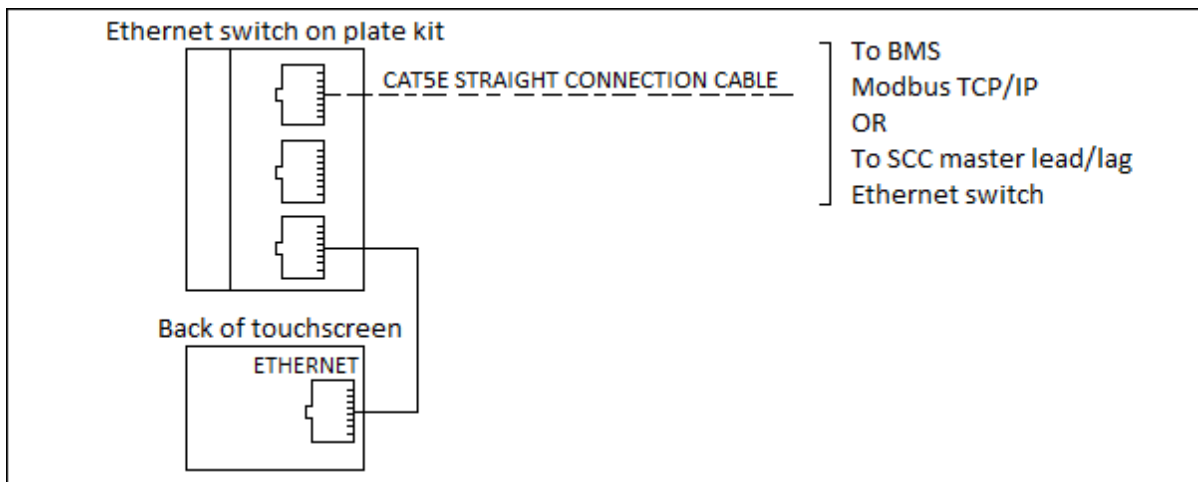 Ethernet switch on plate kit
CAT5E STRAIGHT CONNECTION CABLE
To BMS
Modbus TCP/IP
OR
To SCC master lead/lag
Ethernet switch
Back of touchscreen
ETHERNET